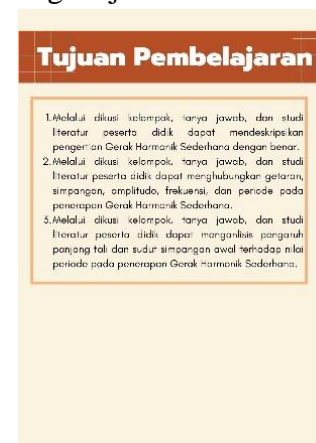 Tujuan Pembelajaran
1. Melalui dikusi kelompok, tanya jawab, dan studi
literatur peserta didik dapat mendeskripsikan
pengertian Gerak Harmonik Sederhana dengan benar.
2. Melalui dikusi kelompok, tanya jawab, dan studi
literatur peserta didik dapat menghubungkan getaran,
simpangan, amplitudo, frekuensi, dan periode pada
penerapan Gerak Harmonik Sederhana.
3. Melalui dikusi kelompok, tanya jawab, dan studi
literatur peserta didik dapat manganlisis pengaruh
panjang tali dan sudut simpangan awal terhadap nilai
periode pada penerapan Gerak Harmonik Sederhana.